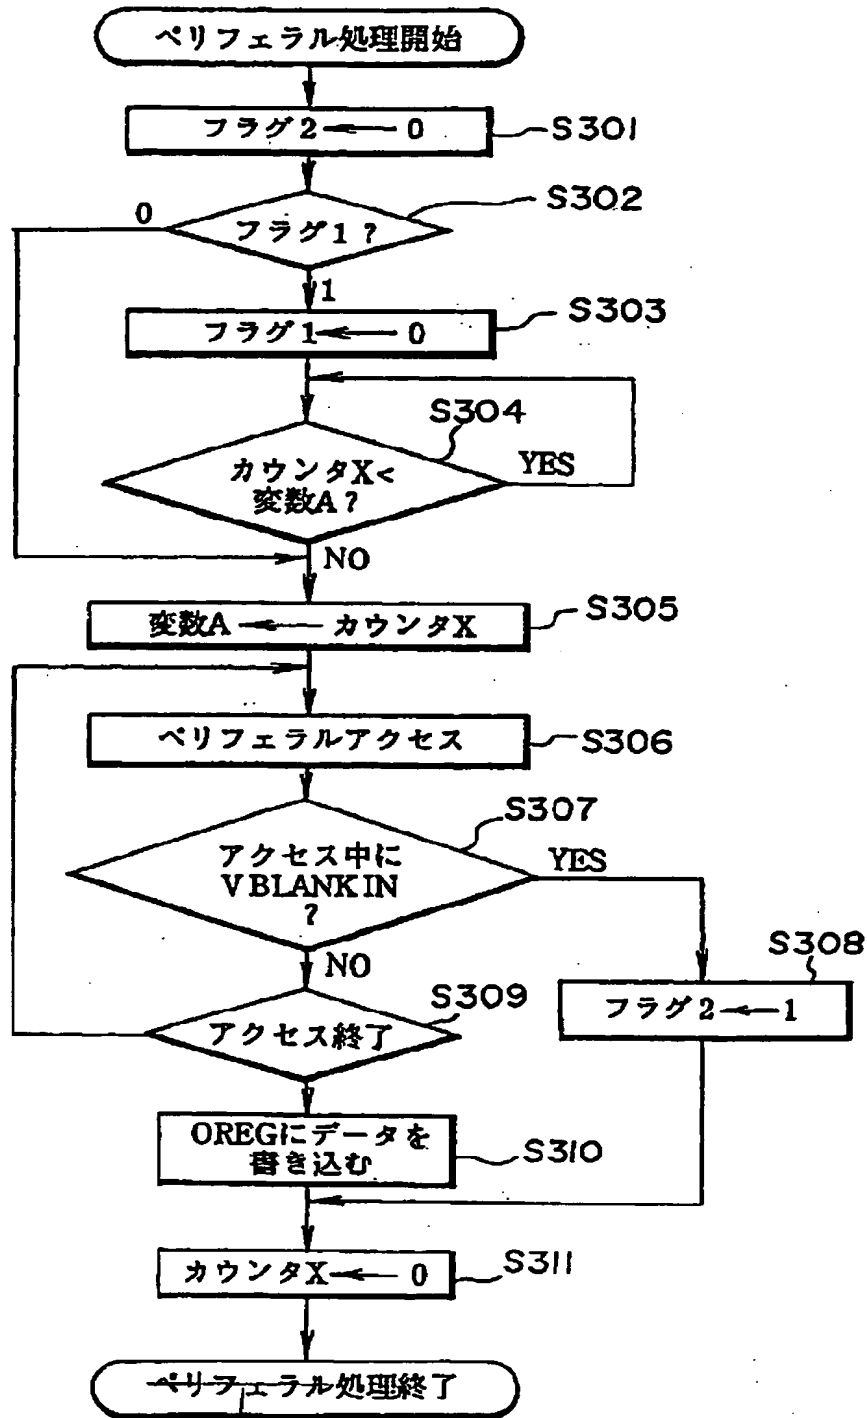 ペリフェラル処理開始
フラグ2 ← 0
S301
S302
0
フラグ1?
1
S303
フラグ1 ← 0
S304
カウンタX<
変数A?
YES
NO
S305
変数A ← カウンタX
ペリフェラルアクセス
S306
S307
アクセス中に
V BLANK IN
?
YES
NO
S308
フラグ2 ← 1
S309
アクセス終了
OREGにデータを
書き込む
S310
カウンタX ← 0
S311
ペリフェラル処理終了